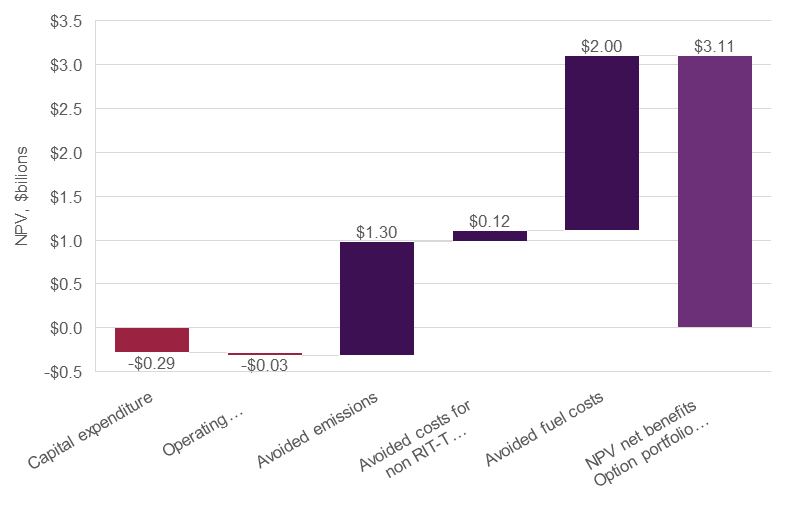 $3.5
$3.0
$2.5
$2.0
$1.5
$1.0
$0.5
$0.0
-$0.5
NPV, $bilions
-$0.29
-$0.03
$1.30
$0.12
$2.00
$3.11
Capital expenditure
Operating…
Avoided emissions
Avoided costs for
non RIT-T…
Avoided fuel costs
NPV net benefits
Option portfolio…